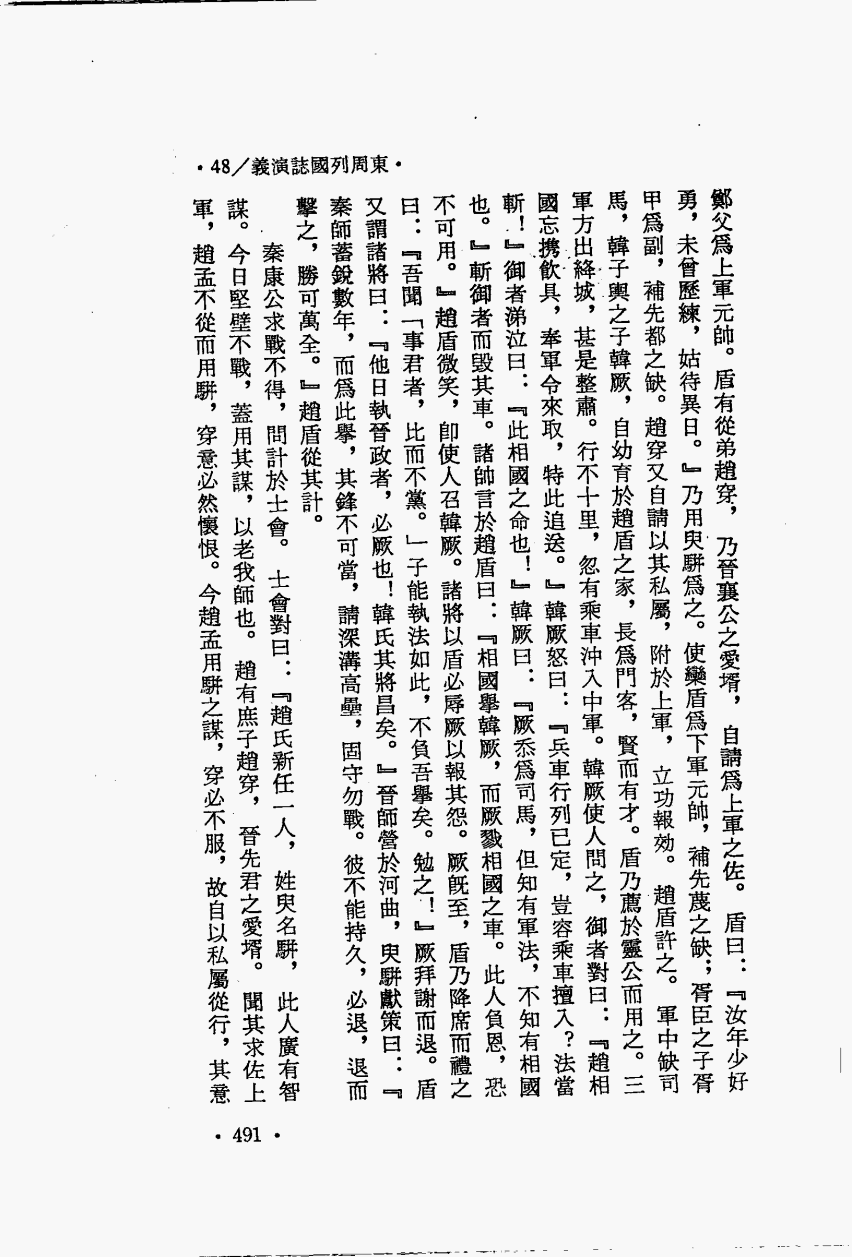 ·48/義演誌國列周東·
鄭父爲上軍元帥。盾有從弟趙穿，乃晉襄公之愛壻，自請爲上軍之佐。盾曰：『汝年少好
勇，未曾歷練，姑待異日。』乃用臾駢爲之。使欒盾爲下軍元帥，補先蔑之缺；胥臣之子胥
甲爲副，補先都之缺。趙穿又自請以其私屬，附於上軍，立功報効。趙盾許之。軍中缺司
馬，韓子輿之子韓厥，自幼育於趙盾之家，長爲門客，賢而有才。盾乃薦於靈公而用之。三
軍方出絳城，甚是整肅。行不十里，忽有乘車沖入中軍。韓厥使人問之，御者對曰：『趙相
國忘携飲具，奉軍令來取，特此追送。』韓厥怒曰：『兵車行列已定，豈容乘車擅入？法當
斬！』御者涕泣曰：『此相國之命也！』韓厥曰：『厥忝爲司馬，但知有軍法，不知有相國
也。』斬御者而毀其車。諸帥言於趙盾曰：『相國舉韓厥，而厥戮相國之車。此人負恩，恐
不可用。』趙盾微笑，卽使人召韓厥。諸將以盾必辱厥以報其怨。厥旣至，盾乃降席而禮之
曰：『吾聞「事君者，比而不黨。」子能執法如此，不負吾舉矣。勉之！』厥拜謝而退。盾
又謂諸將曰：『他日執晉政者，必厥也！韓氏其將昌矣。』晉師營於河曲，臾駢獻策曰：『
秦師蓄銳數年，而爲此舉，其鋒不可當，請深溝高壘，固守勿戰。彼不能持久，必退，退而
擊之，勝可萬全。』趙盾從其計。
秦康公求戰不得，問計於士會。士會對曰：『趙氏新任一人，姓臾名駢，此人廣有智
謀。今日堅壁不戰，蓋用其謀，以老我師也。趙有庶子趙穿，晉先君之愛壻。聞其求佐上
軍，趙孟不從而用駢，穿意必然懷恨。今趙孟用駢之謀，穿必不服，故自以私屬從行，其意
·491·